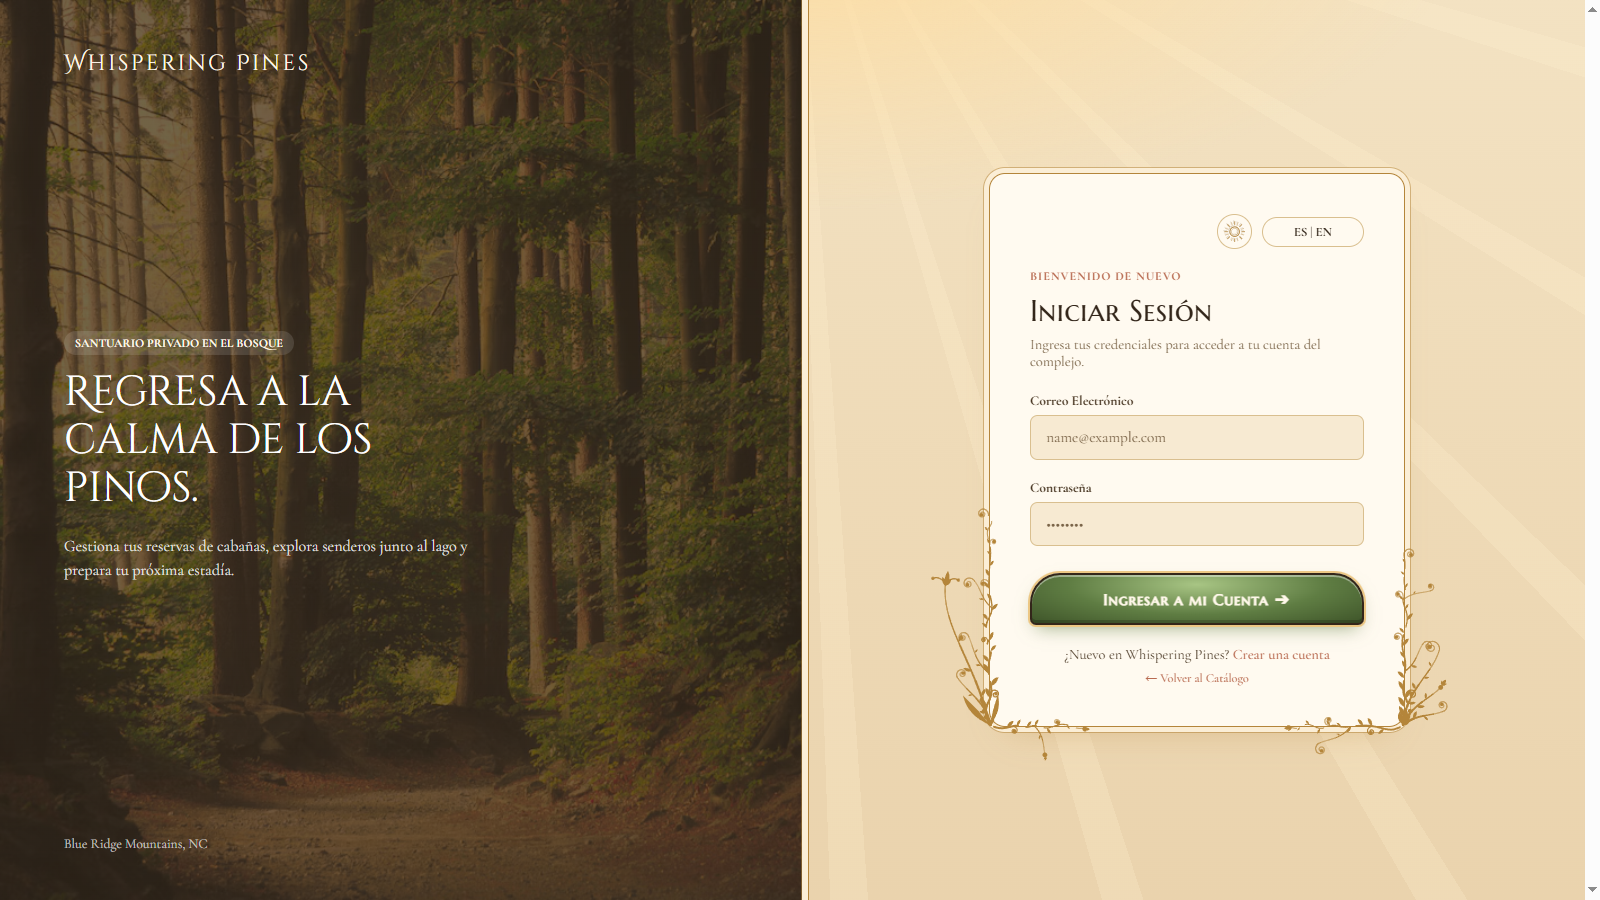 Whispering Pines
SANTUARIO PRIVADO EN EL BOSQUE
Regresa a la
calma de los
pinos.
Gestiona tus reservas de cabañas, explora senderos junto al lago y
prepara tu próxima estadía.
Blue Ridge Mountains, NC
ES | EN
BIENVENIDO DE NUEVO
Iniciar Sesión
Ingresa tus credenciales para acceder a tu cuenta del
complejo.
Correo Electrónico
name@example.com
Contraseña
••••••••
Ingresar a mi Cuenta ➔
¿Nuevo en Whispering Pines? Crear una cuenta
← Volver al Catálogo